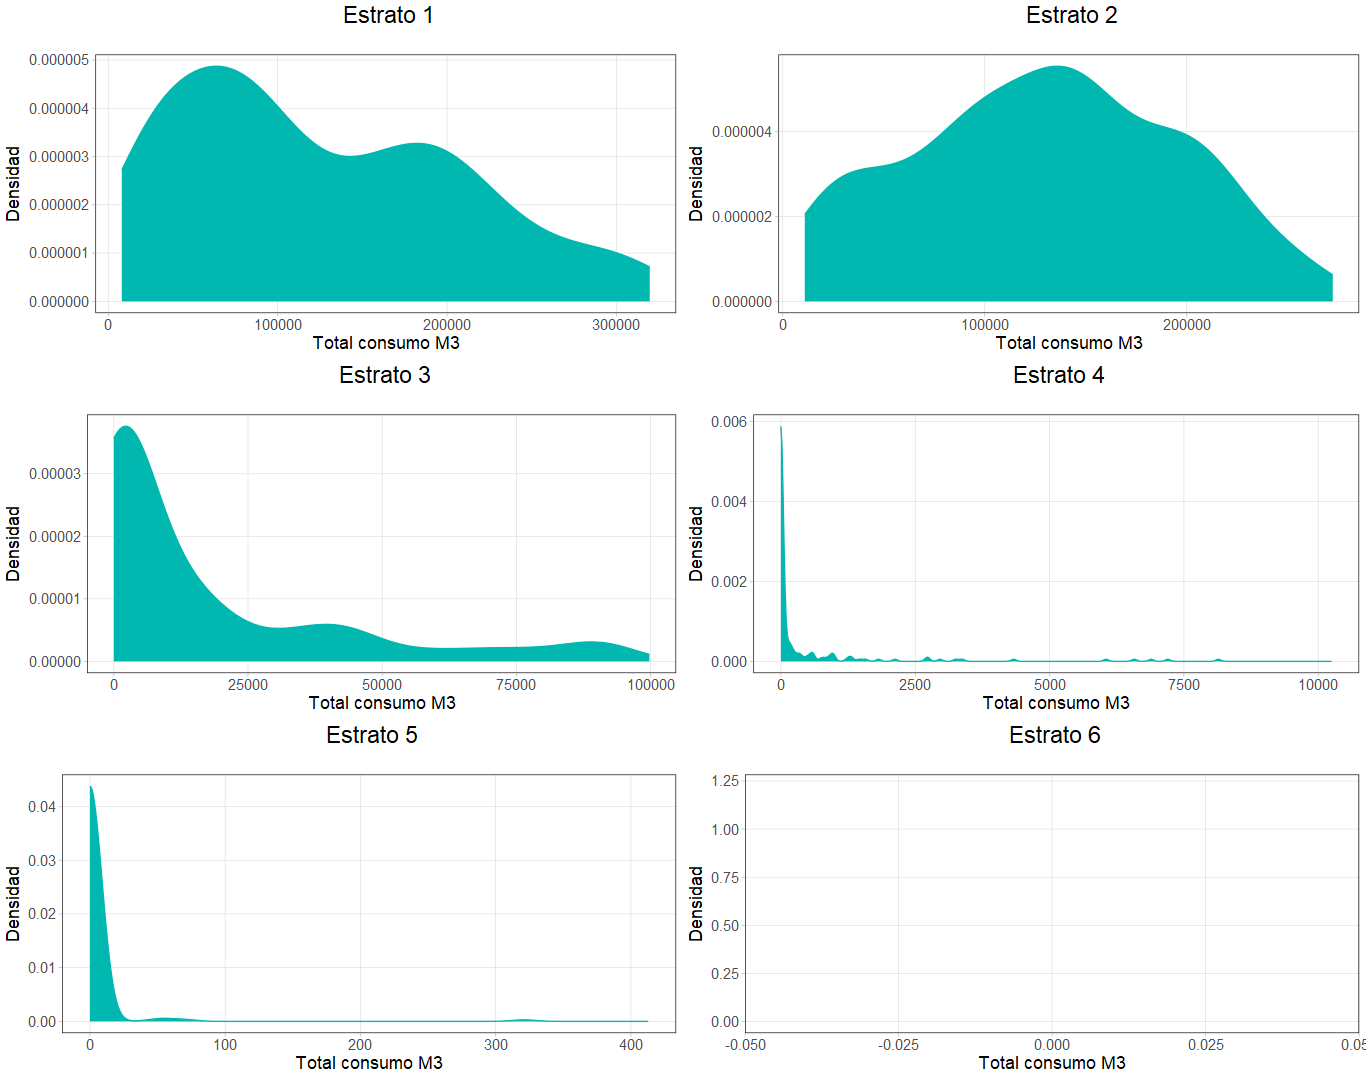 Estrato 1
Densidad
0.000005
0.000004
0.000003
0.000002
0.000001
0.000000
0 100000 200000 300000
Total consumo M3
Estrato 2
Densidad
0.000004
0.000002
0.000000
0 100000 200000
Total consumo M3
Estrato 3
Densidad
0.00003
0.00002
0.00001
0.00000
0 25000 50000 75000 100000
Total consumo M3
Estrato 4
Densidad
0.006
0.004
0.002
0.000
0 2500 5000 7500 10000
Total consumo M3
Estrato 5
Densidad
0.04
0.03
0.02
0.01
0.00
0 100 200 300 400
Total consumo M3
Estrato 6
Densidad
1.25
1.00
0.75
0.50
0.25
0.00
-0.050 -0.025 0.000 0.025
Total consumo M3